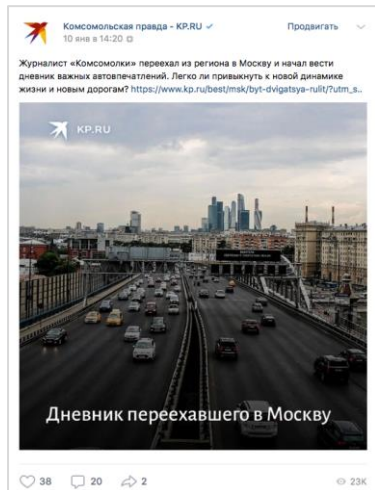 Комсомольская правда - KP.RU
Продвигать
10 янв в 14:20
Журналист «Комсомолки» переехал из региона в Москву и начал вести
дневник важных автовпечатлений. Легко ли привыкнуть к новой динамике
жизни и новым дорогам? https://www.kp.ru/best/msk/byt-dvigatsya-rulit/?utm_s..
KP.RU
Дневник переехавшего в Москву
38 20 2 23K